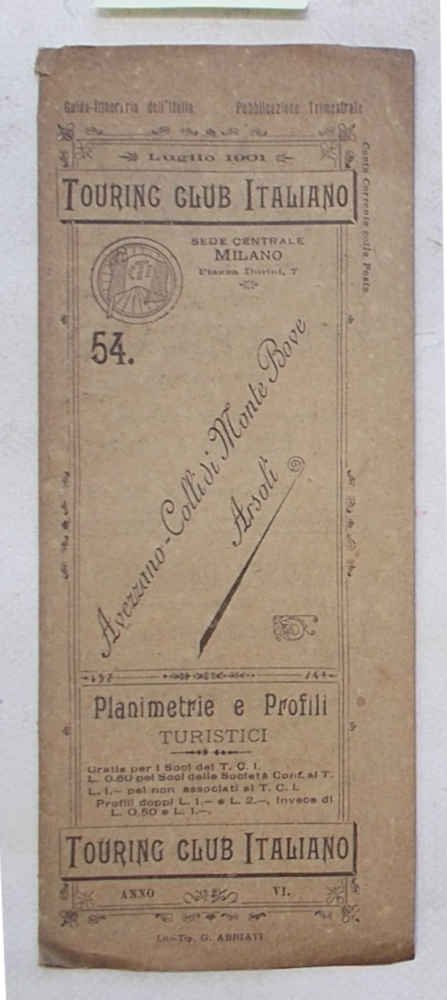 Guida-Itineraria dell'Italia Pubblicazione Trimestrale
Luglio 1901
TOURING CLUB ITALIANO
Conto Corrente colla Posta
SEDE CENTRALE
MILANO
Piazza Durini, 7
54.
Avezzano-Colli di Monte Bove
Arsoli
Planimetrie e Profili
TURISTICI
Gratis per i Soci del T. C. I.
L. 0.50 pei Soci delle Società Conf. al T.
L. 1.— pei non associati al T. C. I.
Profili doppi L. 1.— e L. 2.—, invece di
L. 0,50 e L. 1.—.
TOURING CLUB ITALIANO
ANNO VI.
Lit.-Tip. G. ABBIATI